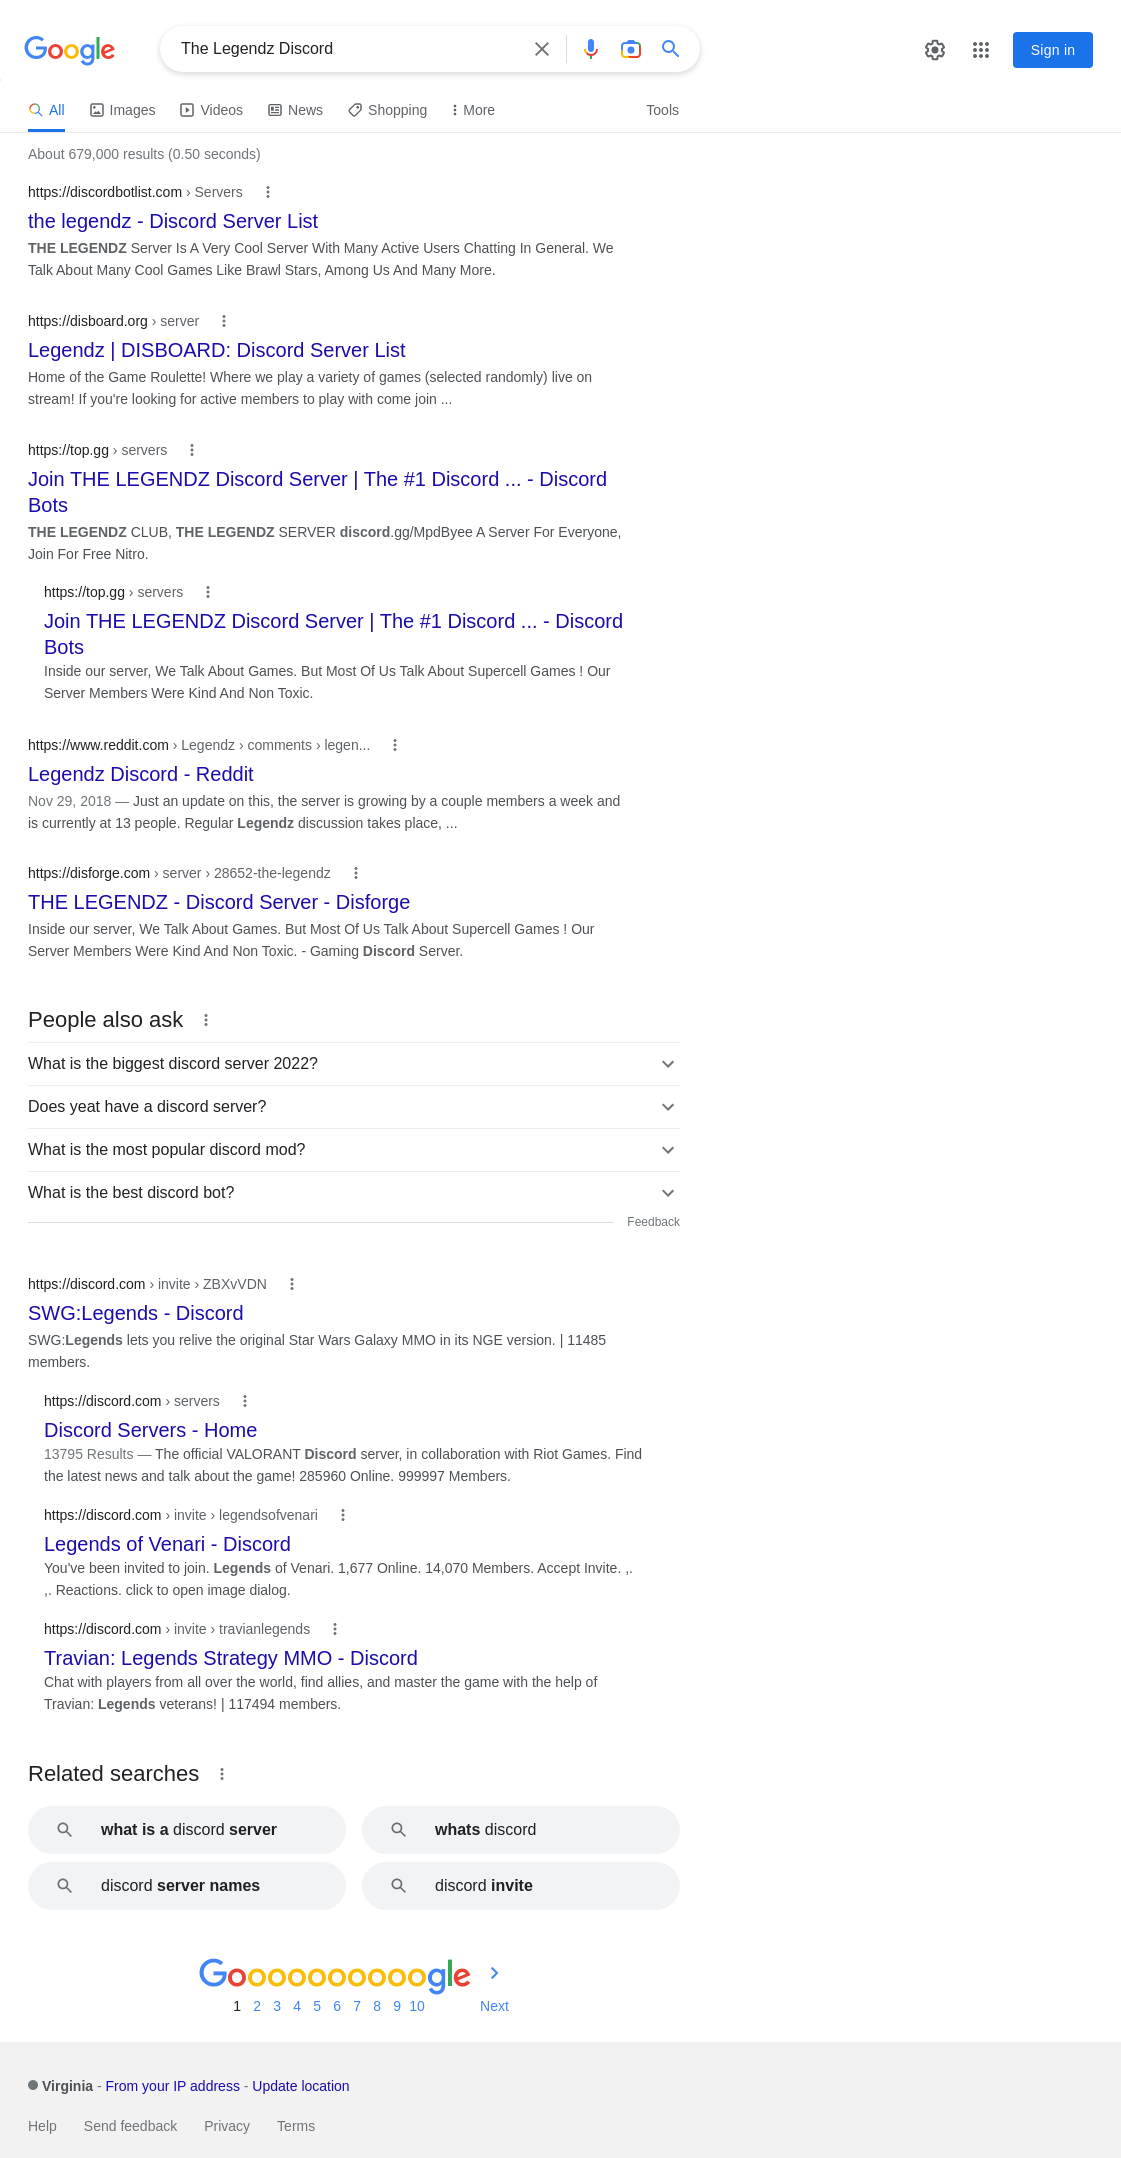 Google
The Legendz Discord
Sign in
All Images Videos News Shopping More Tools
About 679,000 results (0.50 seconds)
https://discordbotlist.com › Servers
the legendz - Discord Server List
THE LEGENDZ Server Is A Very Cool Server With Many Active Users Chatting In General. We
Talk About Many Cool Games Like Brawl Stars, Among Us And Many More.
https://disboard.org › server
Legendz | DISBOARD: Discord Server List
Home of the Game Roulette! Where we play a variety of games (selected randomly) live on
stream! If you're looking for active members to play with come join ...
https://top.gg › servers
Join THE LEGENDZ Discord Server | The #1 Discord ... - Discord
Bots
THE LEGENDZ CLUB, THE LEGENDZ SERVER discord.gg/MpdByee A Server For Everyone,
Join For Free Nitro.
https://top.gg › servers
Join THE LEGENDZ Discord Server | The #1 Discord ... - Discord
Bots
Inside our server, We Talk About Games. But Most Of Us Talk About Supercell Games ! Our
Server Members Were Kind And Non Toxic.
https://www.reddit.com › Legendz › comments › legen...
Legendz Discord - Reddit
Nov 29, 2018 — Just an update on this, the server is growing by a couple members a week and
is currently at 13 people. Regular Legendz discussion takes place, ...
https://disforge.com › server › 28652-the-legendz
THE LEGENDZ - Discord Server - Disforge
Inside our server, We Talk About Games. But Most Of Us Talk About Supercell Games ! Our
Server Members Were Kind And Non Toxic. - Gaming Discord Server.
People also ask
What is the biggest discord server 2022?
Does yeat have a discord server?
What is the most popular discord mod?
What is the best discord bot?
Feedback
https://discord.com › invite › ZBXvVDN
SWG:Legends - Discord
SWG:Legends lets you relive the original Star Wars Galaxy MMO in its NGE version. | 11485
members.
https://discord.com › servers
Discord Servers - Home
13795 Results — The official VALORANT Discord server, in collaboration with Riot Games. Find
the latest news and talk about the game! 285960 Online. 999997 Members.
https://discord.com › invite › legendsofvenari
Legends of Venari - Discord
You've been invited to join. Legends of Venari. 1,677 Online. 14,070 Members. Accept Invite. ,.
,. Reactions. click to open image dialog.
https://discord.com › invite › travianlegends
Travian: Legends Strategy MMO - Discord
Chat with players from all over the world, find allies, and master the game with the help of
Travian: Legends veterans! | 117494 members.
Related searches
what is a discord server
whats discord
discord server names
discord invite
Goooooooooogle
1 2 3 4 5 6 7 8 9 10 Next
Virginia - From your IP address - Update location
Help Send feedback Privacy Terms